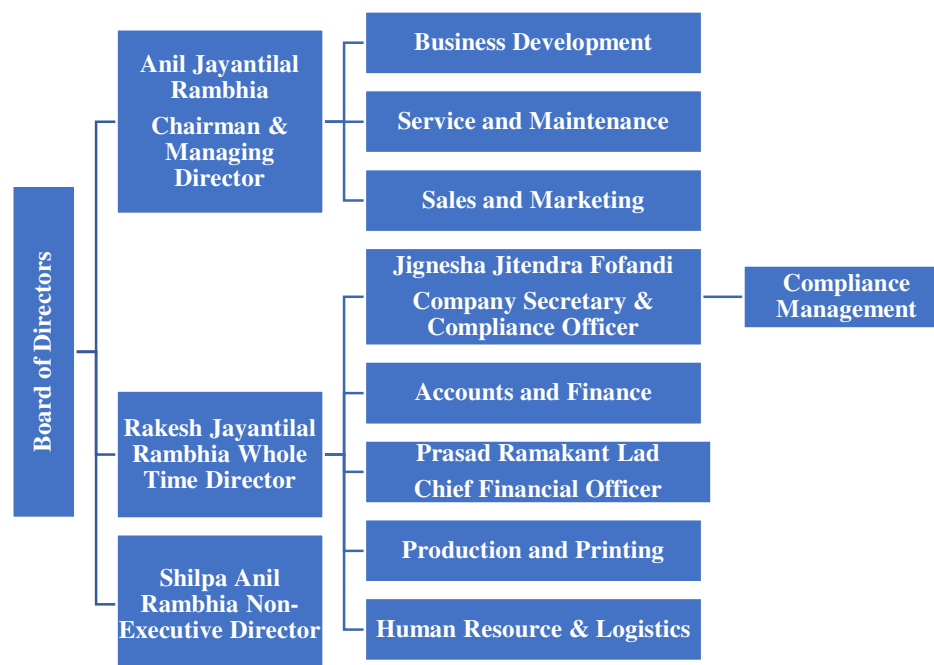 Board of Directors
Anil Jayantilal
Rambhia
Chairman &
Managing
Director
Business Development
Service and Maintenance
Sales and Marketing
Rakesh Jayantilal
Rambhia Whole
Time Director
Jignesha Jitendra Fofandi
Company Secretary &
Compliance Officer
Compliance
Management
Accounts and Finance
Prasad Ramakant Lad
Chief Financial Officer
Production and Printing
Human Resource & Logistics
Shilpa Anil
Rambhia Non-
Executive Director